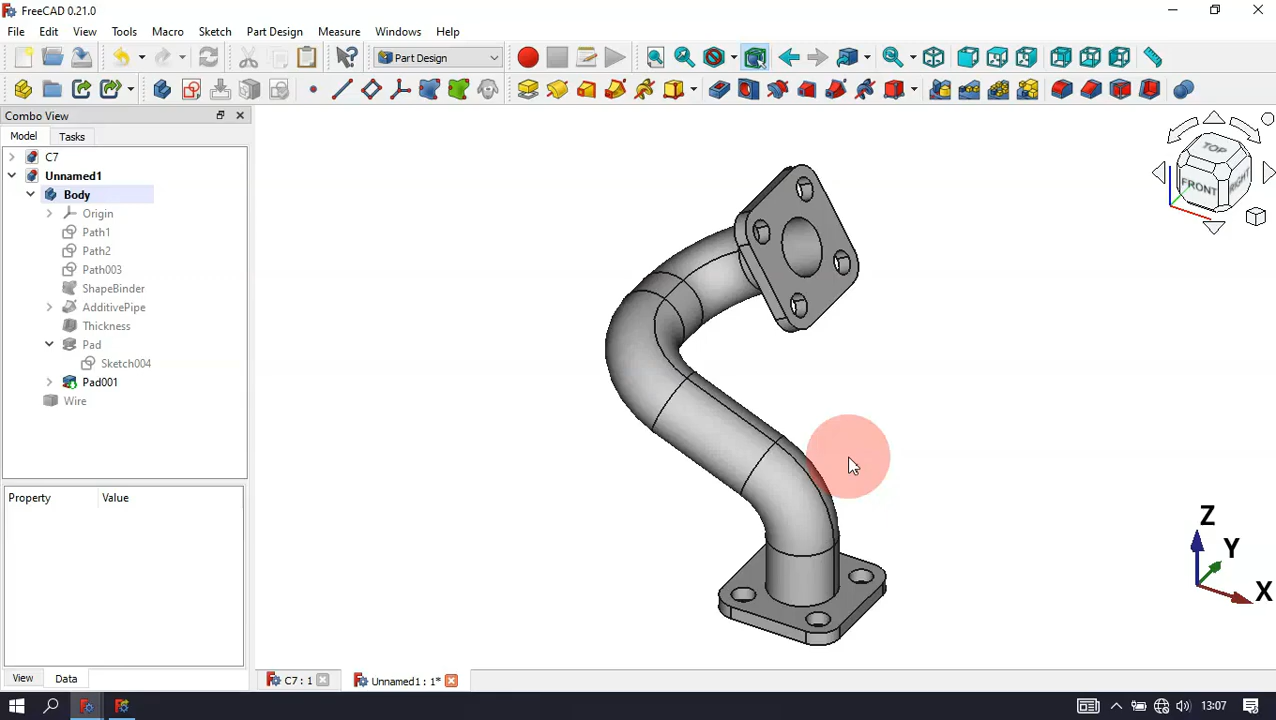 FreeCAD 0.21.0
File Edit View Tools Macro Sketch Part Design Measure Windows Help
Part Design
Combo View
Model Tasks
C7
Unnamed1
Body
Origin
Path1
Path2
Path003
ShapeBinder
AdditivePipe
Thickness
Pad
Sketch004
Pad001
Wire
Property Value
View Data
TOP
FRONT
RIGHT
Z
Y
X
C7 : 1
Unnamed1 : 1*
13:07